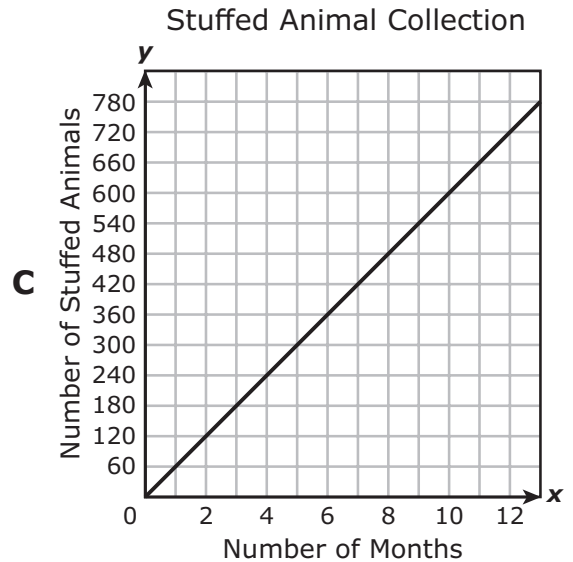 Stuffed Animal Collection
y
780
720
660
600
540
480
420
360
300
240
180
120
60
Number of Stuffed Animals
C
x
0 2 4 6 8 10 12
Number of Months